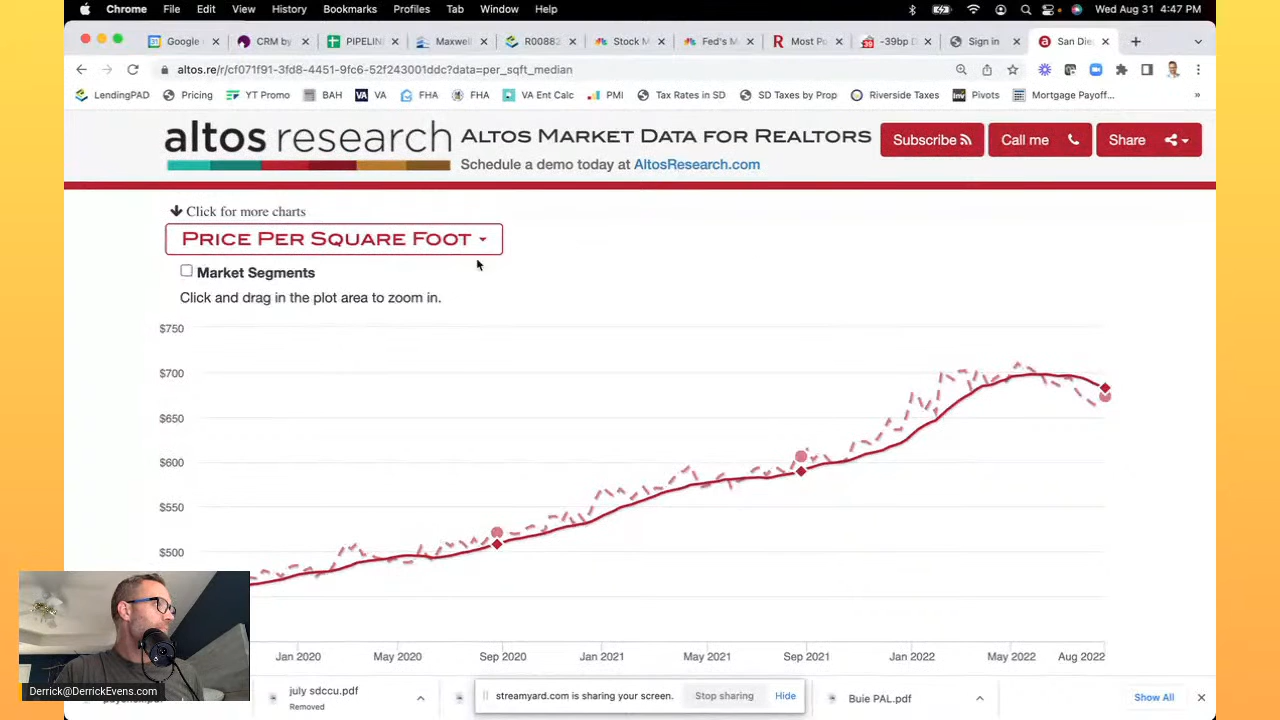 Chrome File Edit View History Bookmarks Profiles Tab Window Help Wed Aug 31 4:47 PM
Google CRM by PIPELIN Maxwell R00882 Stock M Fed's M Most Po -39bp D Sign in San Die
altos.re/r/cf071f91-3fd8-4451-9fc6-52f243001ddc?data=per_sqft_median
LendingPAD Pricing YT Promo BAH VA FHA FHA VA Ent Calc PMI Tax Rates in SD SD Taxes by Prop Riverside Taxes Inv Pivots Mortgage Payoff... »
altos research ALTOS MARKET DATA FOR REALTORS Subscribe Call me Share
Schedule a demo today at AltosResearch.com
Click for more charts
PRICE PER SQUARE FOOT
Market Segments
Click and drag in the plot area to zoom in.
$750
$700
$650
$600
$550
$500
Jan 2020 May 2020 Sep 2020 Jan 2021 May 2021 Sep 2021 Jan 2022 May 2022 Aug 2022
Derrick@DerrickEvens.com
july sdccu.pdf
Removed
streamyard.com is sharing your screen. Stop sharing Hide
Buie PAL.pdf
Show All